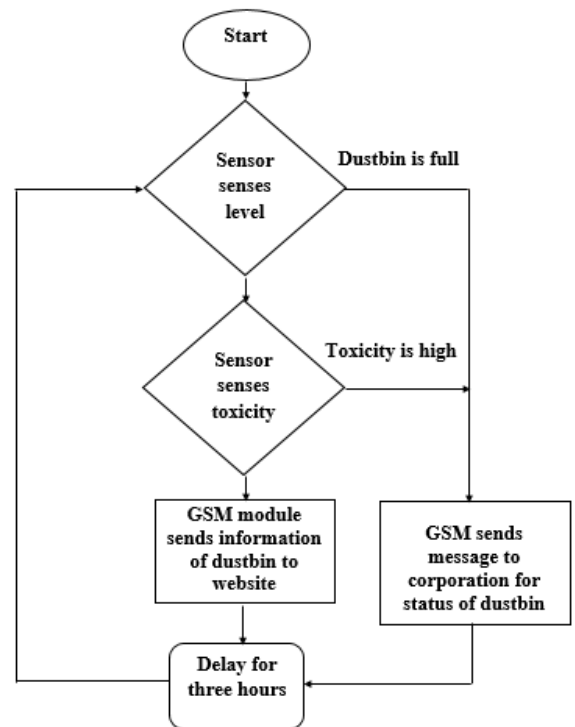 Start
Sensor
senses
level
Dustbin is full
Sensor
senses
toxicity
Toxicity is high
GSM module
sends information
of dustbin to
website
GSM sends
message to
corporation for
status of dustbin
Delay for
three hours